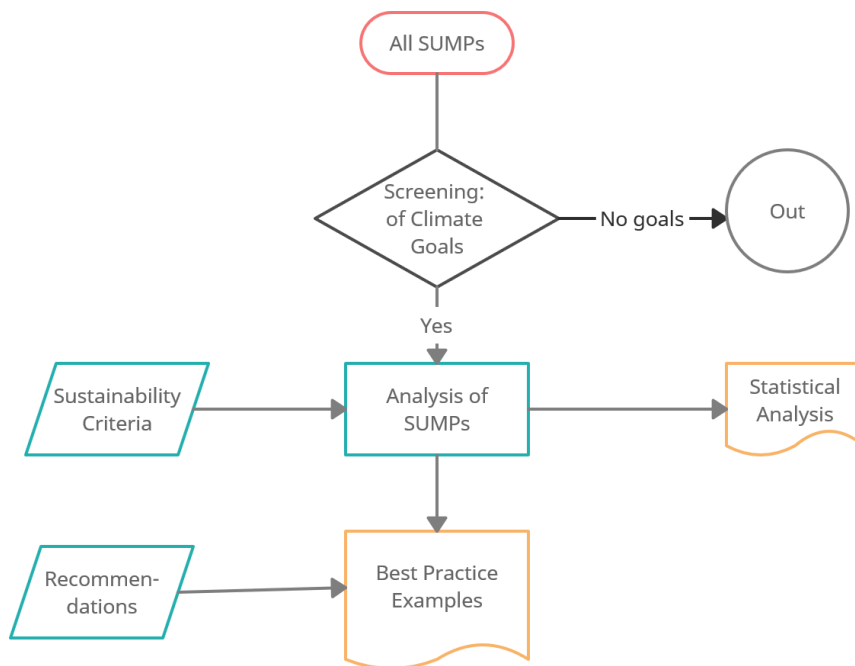 All SUMPs
Screening:
of Climate
Goals
No goals
Out
Yes
Sustainability
Criteria
Analysis of
SUMPs
Statistical
Analysis
Recommen-
dations
Best Practice
Examples